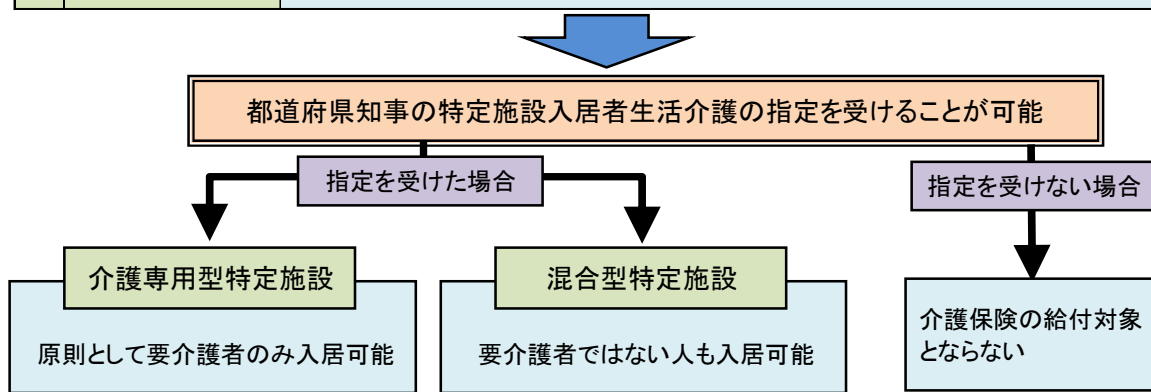 都道府県知事の特定施設入居者生活介護の指定を受けることが可能
指定を受けた場合
指定を受けない場合
介護専用型特定施設
原則として要介護者のみ入居可能
混合型特定施設
要介護者ではない人も入居可能
介護保険の給付対象
とならない